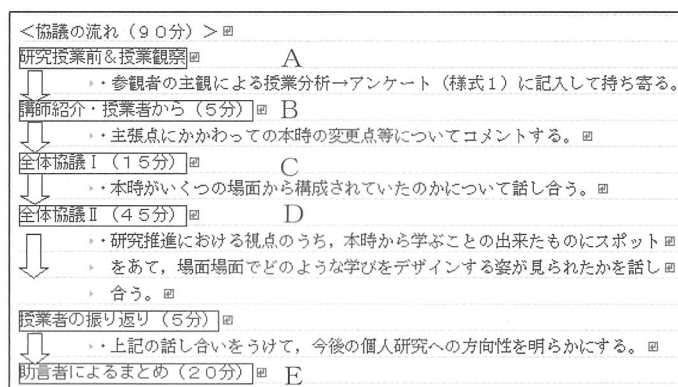 <協議の流れ(90分)>
研究授業前&授業観察 A
・参観者の主観による授業分析→アンケート(様式1)に記入して持ち寄る。
講師紹介・授業者から(5分) B
・主張点にかかわっての本時の変更点等についてコメントする。
全体協議Ⅰ(15分) C
・本時がいくつの場面から構成されていたのかについて話し合う。
全体協議Ⅱ(45分) D
・研究推進における視点のうち,本時から学ぶことの出来たものにスポット
をあて,場面場面でどのような学びをデザインする姿が見られたかを話し
合う。
授業者の振り返り(5分)
・上記の話し合いをうけて,今後の個人研究への方向性を明らかにする。
助言者によるまとめ(20分) E